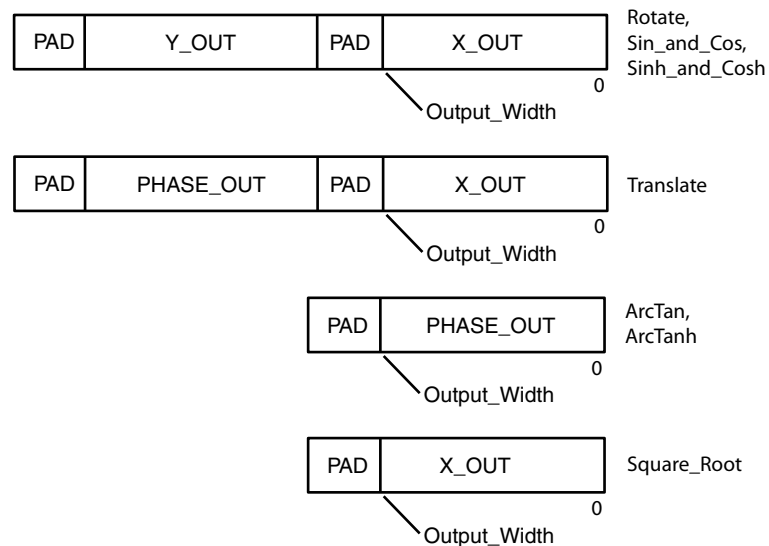 PAD Y_OUT PAD X_OUT
Rotate,
Sin_and_Cos,
Sinh_and_Cosh
0
Output_Width
PAD PHASE_OUT PAD X_OUT
Translate
0
Output_Width
PAD PHASE_OUT
ArcTan,
ArcTanh
0
Output_Width
PAD X_OUT
Square_Root
0
Output_Width